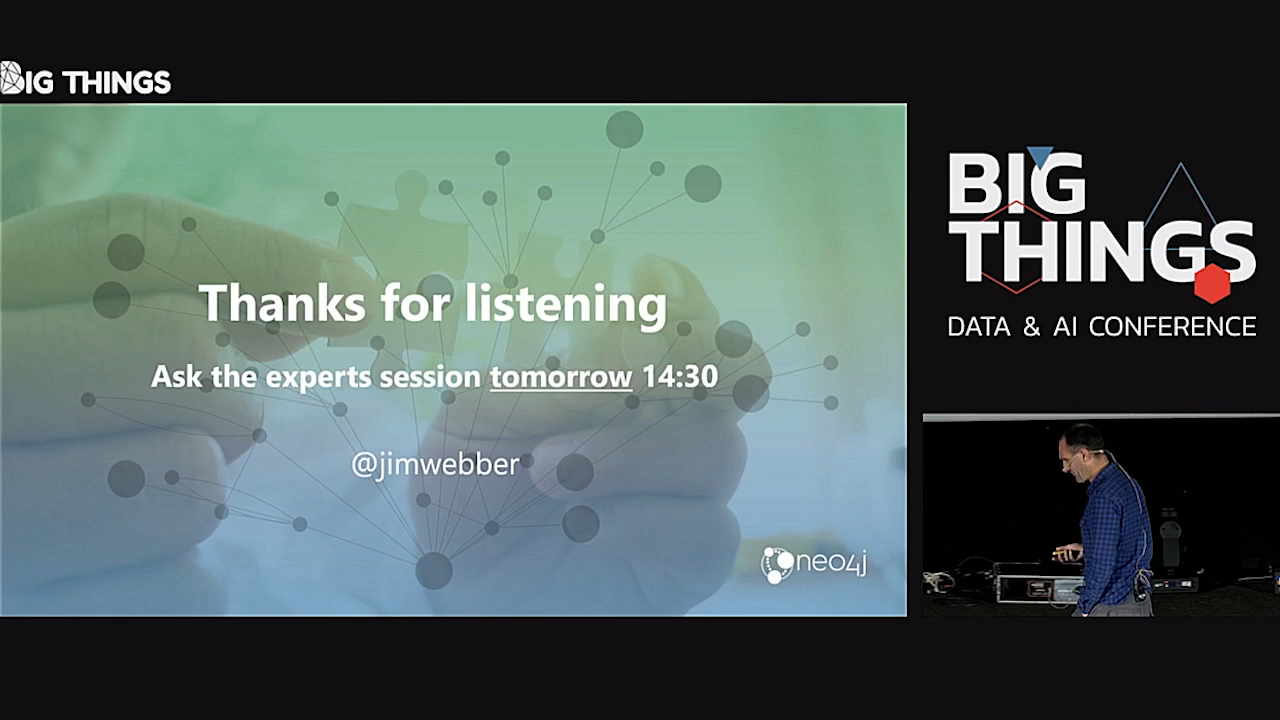 BIG THINGS
Thanks for listening
Ask the experts session tomorrow 14:30
@jimwebber
neo4j
BIG
THINGS
DATA & AI CONFERENCE